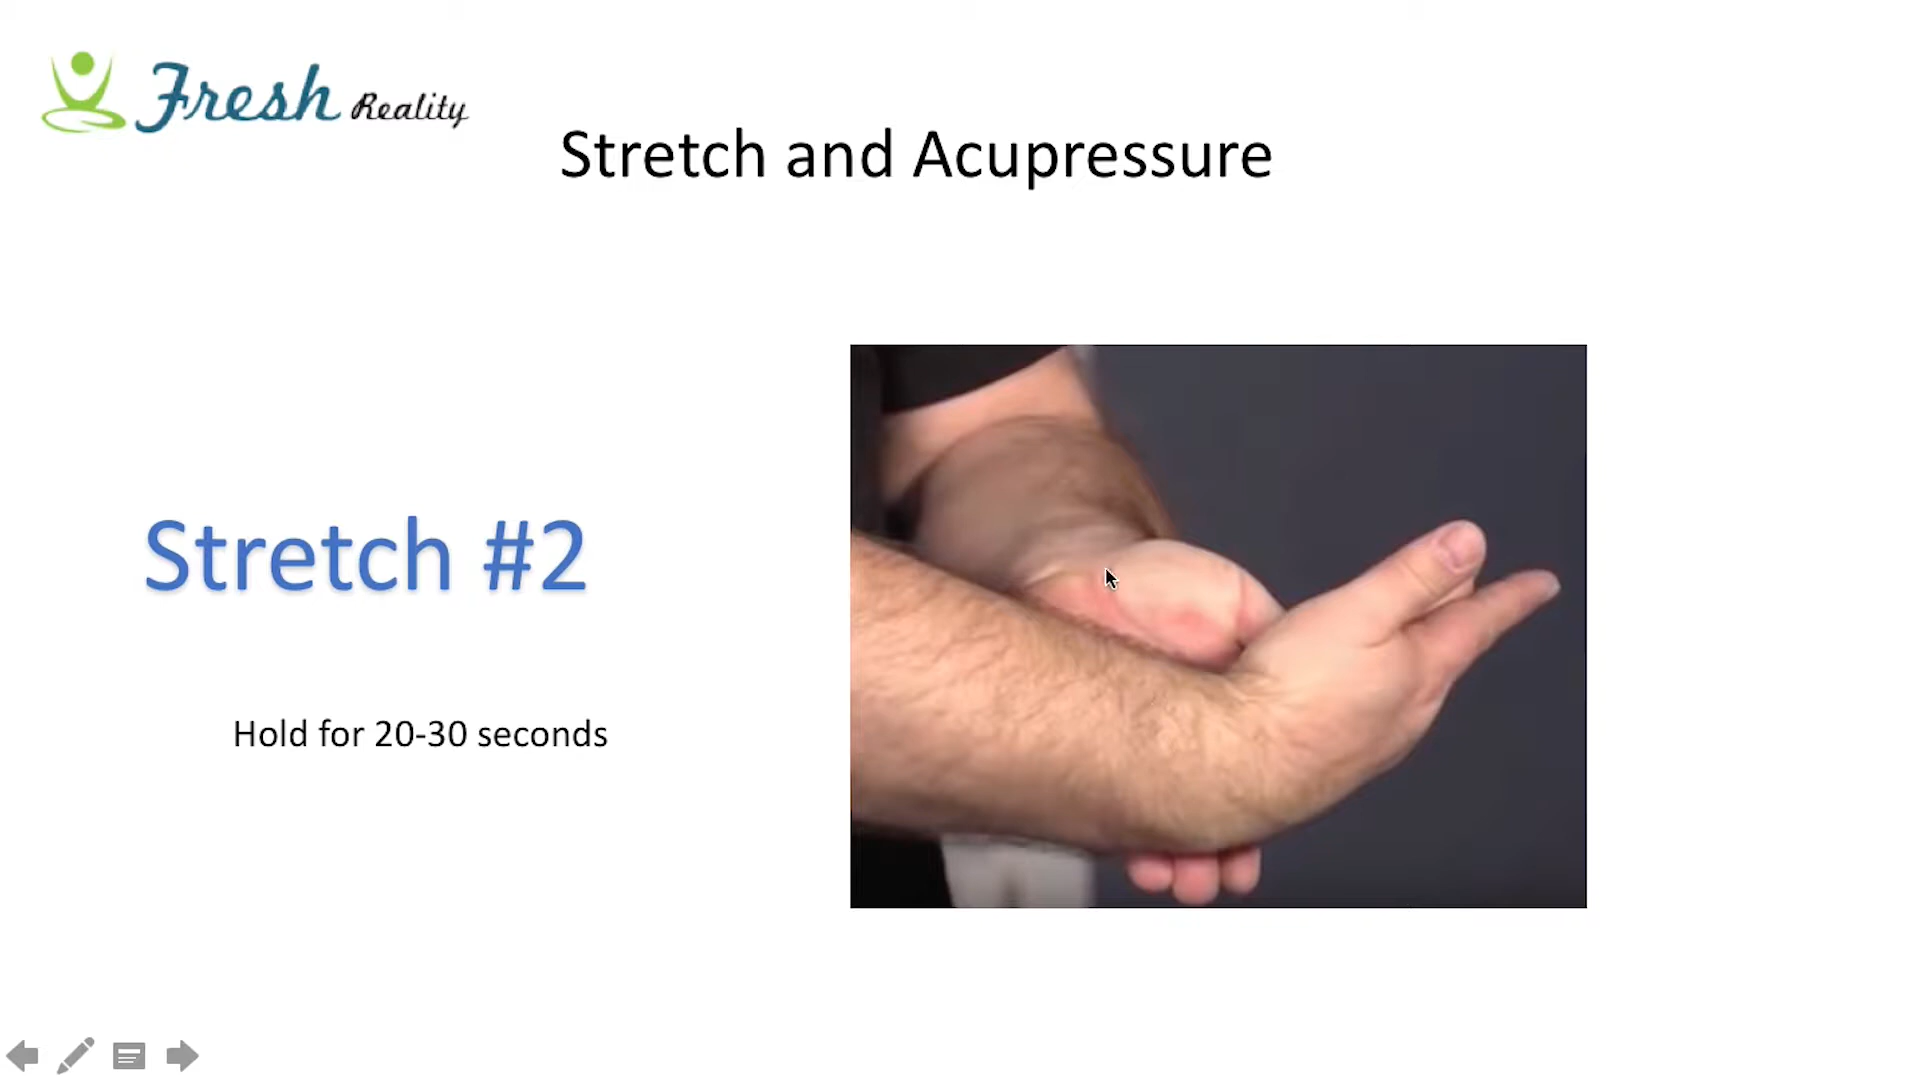 Fresh Reality
Stretch and Acupressure
Stretch #2
Hold for 20-30 seconds